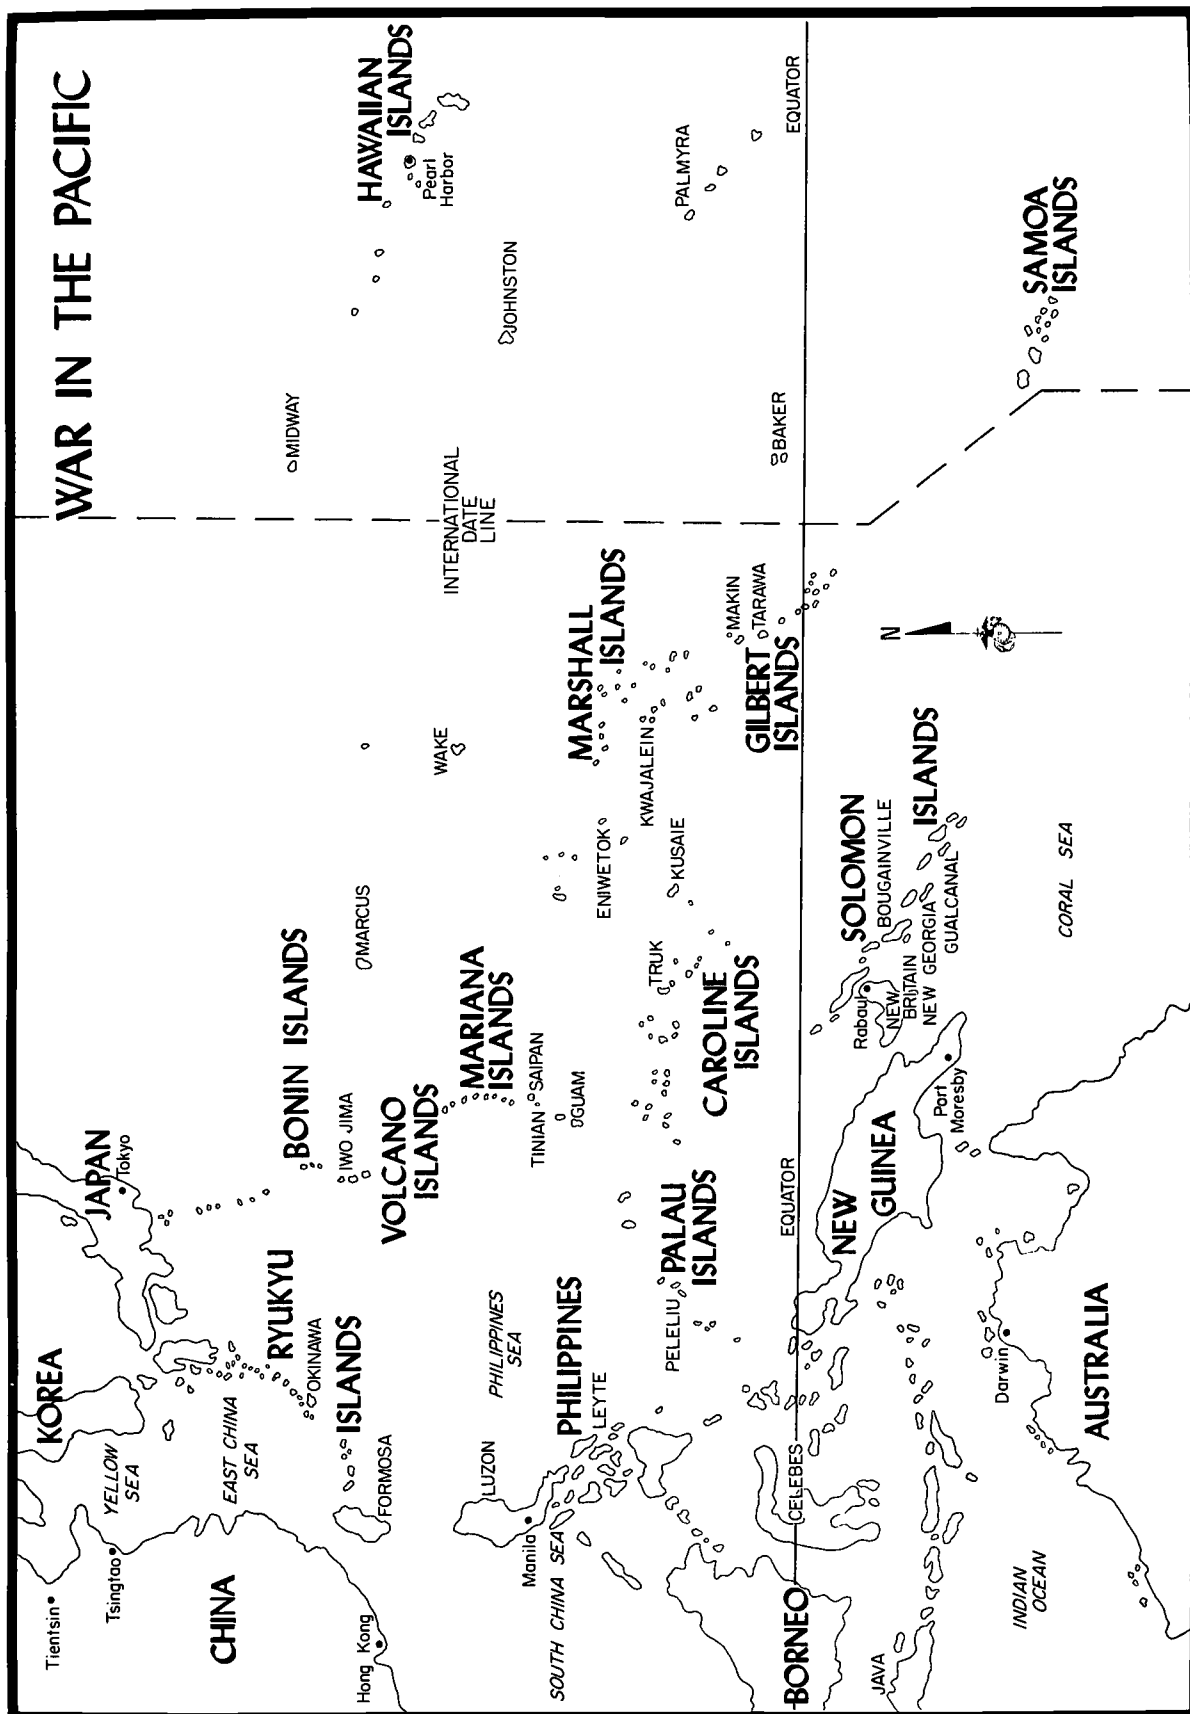 WAR IN THE PACIFIC
KOREA
JAPAN
Tokyo
Tientsin
Tsingtao
YELLOW
SEA
CHINA
EAST CHINA
SEA
RYUKYU
OKINAWA
ISLANDS
FORMOSA
Hong Kong
BONIN ISLANDS
IWO JIMA
VOLCANO
ISLANDS
MARCUS
MIDWAY
HAWAIIAN
ISLANDS
Pearl
Harbor
INTERNATIONAL
DATE
LINE
WAKE
JOHNSTON
MARIANA
ISLANDS
TINIAN
SAIPAN
GUAM
PHILIPPINES
SEA
LUZON
Manila
SOUTH CHINA SEA
PHILIPPINES
LEYTE
MARSHALL
ISLANDS
ENIWETOK
KWAJALEIN
KUSAIE
TRUK
CAROLINE
ISLANDS
PALAU
ISLANDS
PELELIU
PALMYRA
MAKIN
TARAWA
GILBERT
ISLANDS
BAKER
EQUATOR
EQUATOR
CELEBES
BORNEO
JAVA
NEW
GUINEA
Port
Moresby
Rabaul
NEW
BRITAIN
SOLOMON
ISLANDS
BOUGAINVILLE
NEW GEORGIA
GUALCANAL
N
SAMOA
ISLANDS
CORAL SEA
Darwin
AUSTRALIA
INDIAN
OCEAN